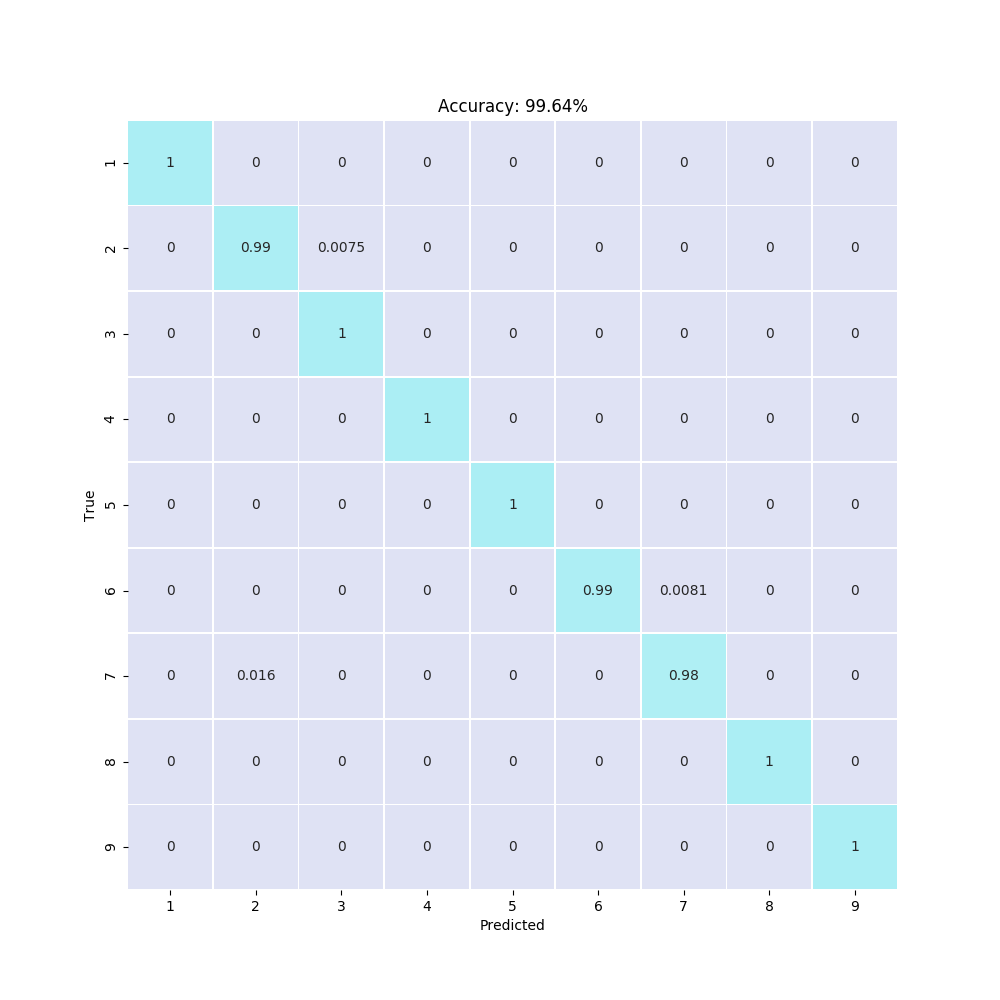 Accuracy: 99.64%
1 1 0 0 0 0 0 0 0 0
2 0 0.99 0.0075 0 0 0 0 0 0
3 0 0 1 0 0 0 0 0 0
4 0 0 0 1 0 0 0 0 0
True
5 0 0 0 0 1 0 0 0 0
6 0 0 0 0 0 0.99 0.0081 0 0
7 0 0.016 0 0 0 0 0.98 0 0
8 0 0 0 0 0 0 0 1 0
9 0 0 0 0 0 0 0 0 1
1 2 3 4 5 6 7 8 9
Predicted